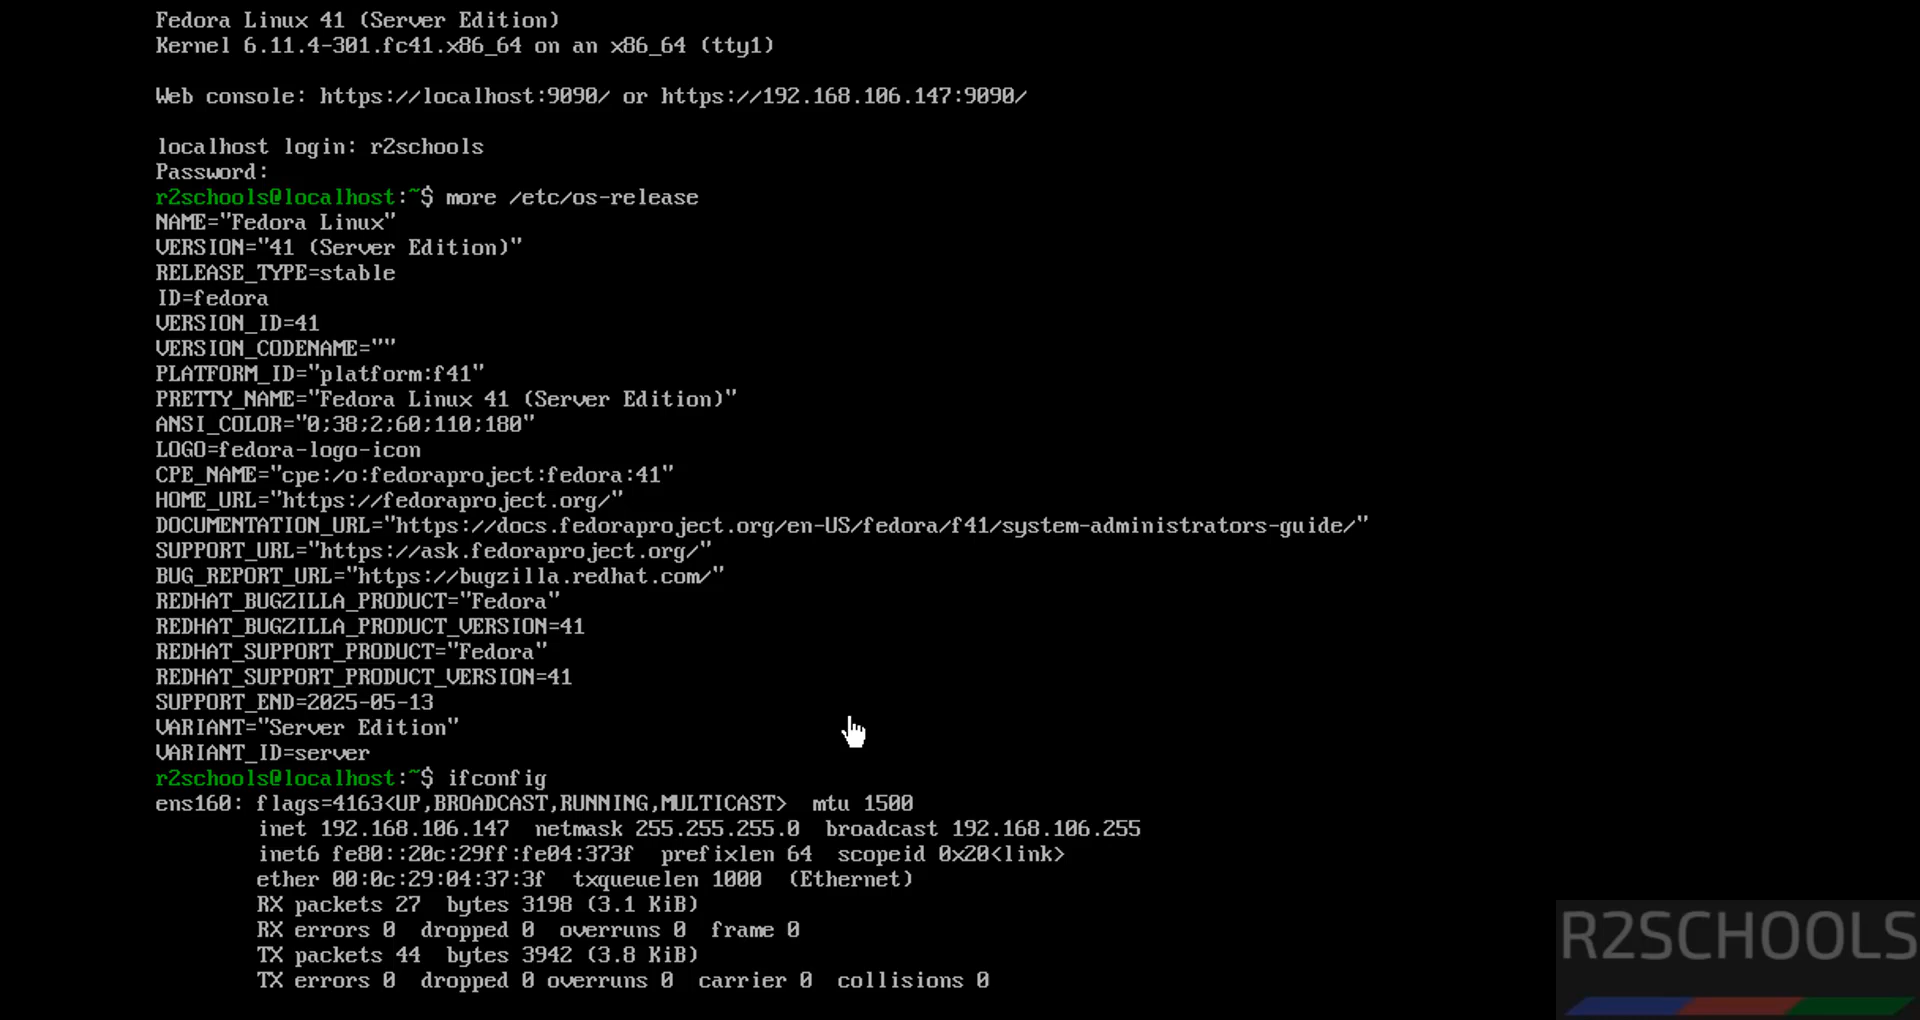 Fedora Linux 41 (Server Edition)
Kernel 6.11.4-301.fc41.x86_64 on an x86_64 (tty1)
Web console: https://localhost:9090/ or https://192.168.106.147:9090/
localhost login: r2schools
Password:
r2schools@localhost:~$ more /etc/os-release
NAME="Fedora Linux"
VERSION="41 (Server Edition)"
RELEASE_TYPE=stable
ID=fedora
VERSION_ID=41
VERSION_CODENAME=""
PLATFORM_ID="platform:f41"
PRETTY_NAME="Fedora Linux 41 (Server Edition)"
ANSI_COLOR="0;38;2;60;110;180"
LOGO=fedora-logo-icon
CPE_NAME="cpe:/o:fedoraproject:fedora:41"
HOME_URL="https://fedoraproject.org/"
DOCUMENTATION_URL="https://docs.fedoraproject.org/en-US/fedora/f41/system-administrators-guide/"
SUPPORT_URL="https://ask.fedoraproject.org/"
BUG_REPORT_URL="https://bugzilla.redhat.com/"
REDHAT_BUGZILLA_PRODUCT="Fedora"
REDHAT_BUGZILLA_PRODUCT_VERSION=41
REDHAT_SUPPORT_PRODUCT="Fedora"
REDHAT_SUPPORT_PRODUCT_VERSION=41
SUPPORT_END=2025-05-13
VARIANT="Server Edition"
VARIANT_ID=server
r2schools@localhost:~$ ifconfig
ens160: flags=4163<UP,BROADCAST,RUNNING,MULTICAST>  mtu 1500
inet 192.168.106.147  netmask 255.255.255.0  broadcast 192.168.106.255
inet6 fe80::20c:29ff:fe04:373f  prefixlen 64  scopeid 0x20<link>
ether 00:0c:29:04:37:3f  txqueuelen 1000  (Ethernet)
RX packets 27  bytes 3198 (3.1 KiB)
RX errors 0  dropped 0  overruns 0  frame 0
TX packets 44  bytes 3942 (3.8 KiB)
TX errors 0  dropped 0 overruns 0  carrier 0  collisions 0
R2SCHOOLS